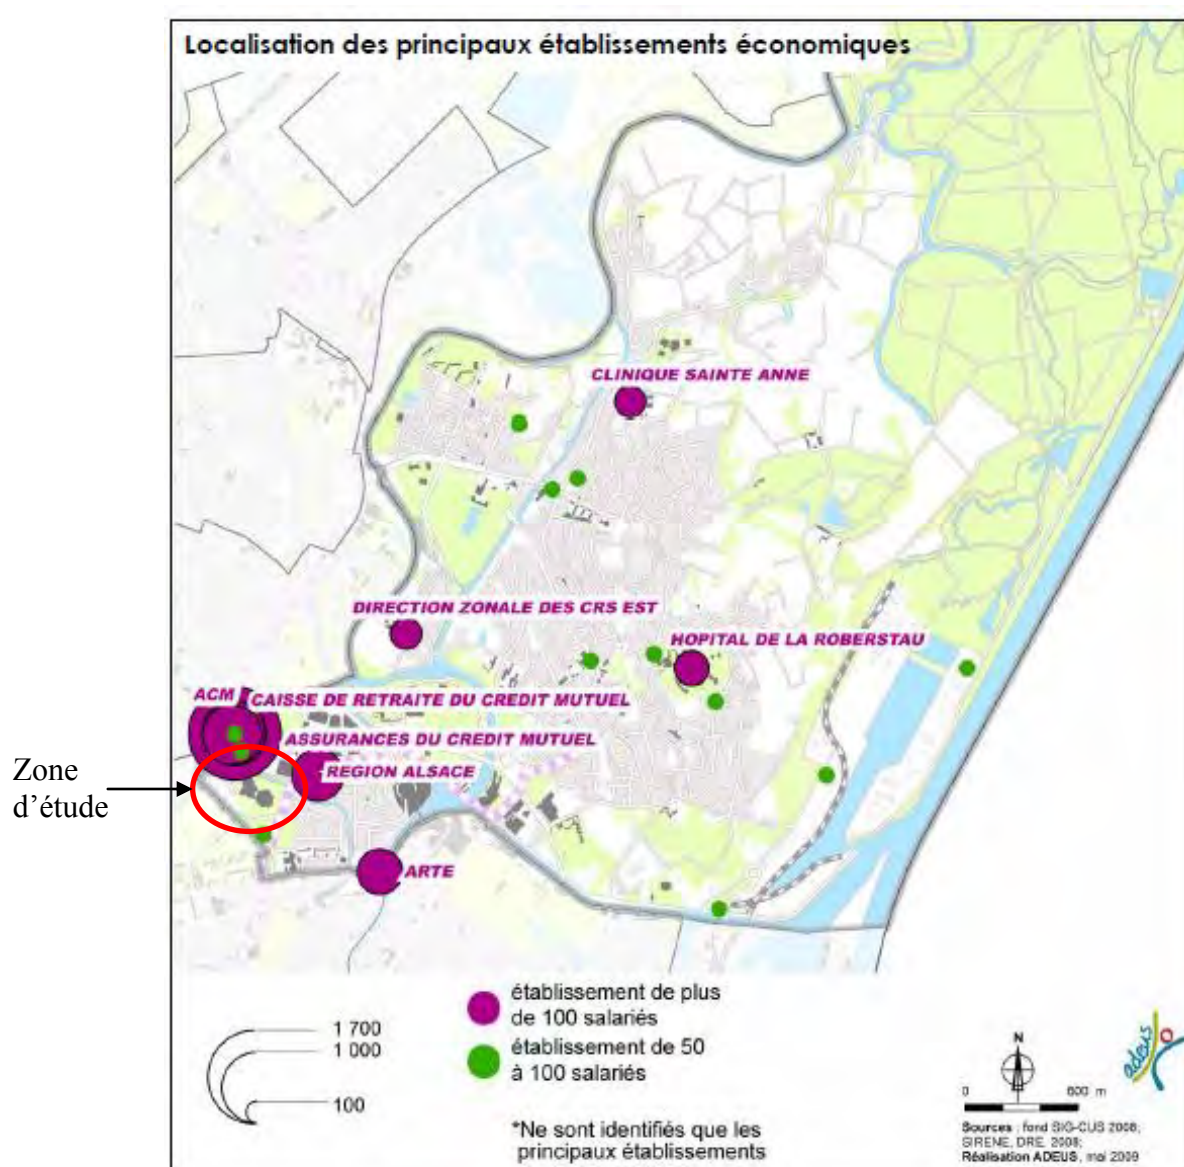 Localisation des principaux établissements économiques
CLINIQUE SAINTE ANNE
DIRECTION ZONALE DES CRS EST
HOPITAL DE LA ROBERSTAU
ACM
CAISSE DE RETRAITE DU CREDIT MUTUEL
ASSURANCES DU CREDIT MUTUEL
REGION ALSACE
Zone
d’étude
ARTE
1 700
1 000
100
établissement de plus
de 100 salariés
établissement de 50
à 100 salariés
*Ne sont identifiés que les
principaux établissements
N
0 600 m
adeus
Sources : fond SIG-CUS 2008;
SIRENE, DRE, 2008;
Réalisation ADEUS, mai 2009